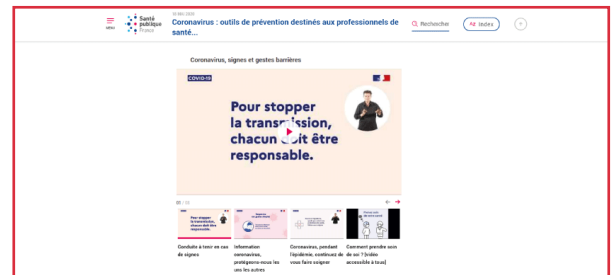 MENU
Santé
publique
France
Coronavirus : outils de prévention destinés aux professionnels de
santé...
Rechercher
AZ Index
Coronavirus, signes et gestes barrières
COVID-19
Pour stopper
la transmission,
chacun doit être
responsable.
Conduite à tenir en cas
de signes
Information
coronavirus,
protégeons-nous les
uns les autres
Coronavirus, pendant
l'épidémie, continuez de
vous faire soigner
Comment prendre soin
de soi ? [vidéo
accessible à tous]